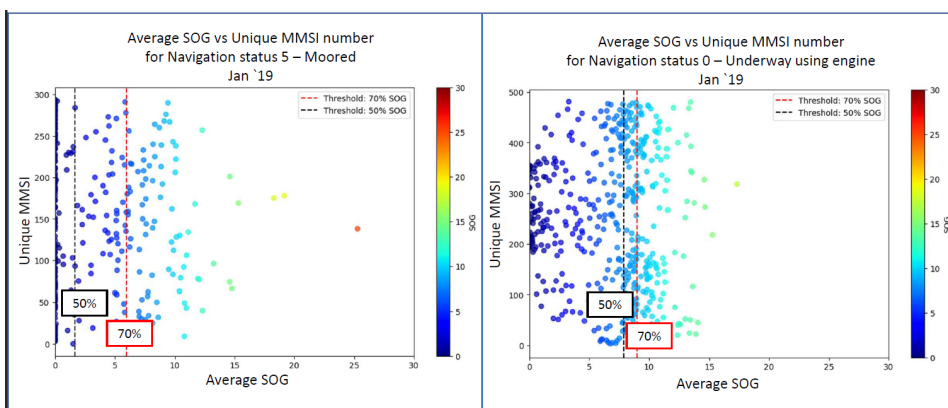 Average SOG vs Unique MMSI number
for Navigation status 5 – Moored
Jan `19
Threshold: 70% SOG
Threshold: 50% SOG
300
250
200
150
100
50
0
Unique MMSI
50%
70%
0
5
10
15
20
25
30
Average SOG
30
25
20
15
10
5
0
SOG
Average SOG vs Unique MMSI number
for Navigation status 0 – Underway using engine
Jan `19
Threshold: 70% SOG
Threshold: 50% SOG
500
400
300
200
100
0
Unique MMSI
50%
70%
0
5
10
15
20
25
30
Average SOG
30
25
20
15
10
5
0
SOG